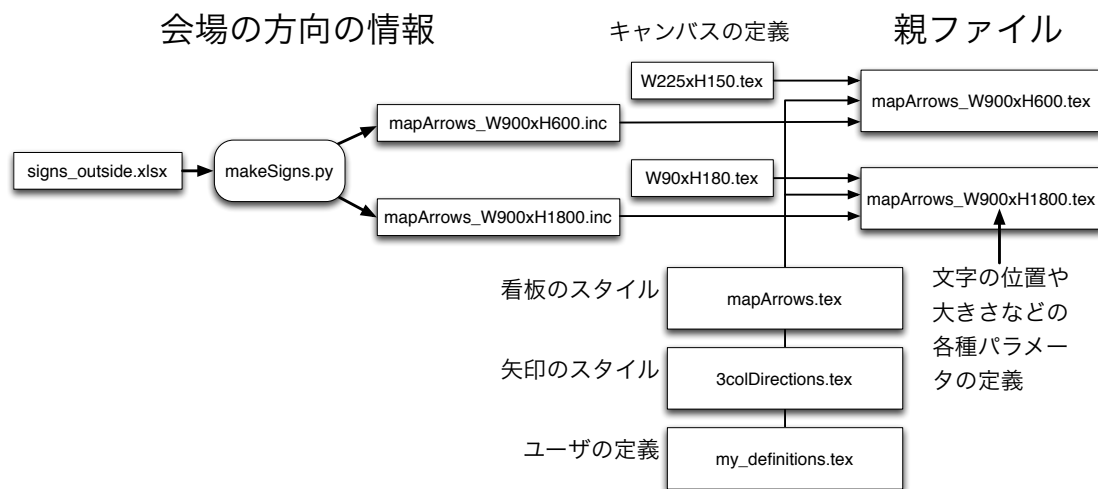 会場の方向の情報
キャンバスの定義
親ファイル
W225xH150.tex
mapArrows_W900xH600.tex
mapArrows_W900xH600.inc
signs_outside.xlsx
makeSigns.py
W90xH180.tex
mapArrows_W900xH1800.tex
mapArrows_W900xH1800.inc
看板のスタイル
mapArrows.tex
文字の位置や
大きさなどの
各種パラメー
タの定義
矢印のスタイル
3colDirections.tex
ユーザの定義
my_definitions.tex